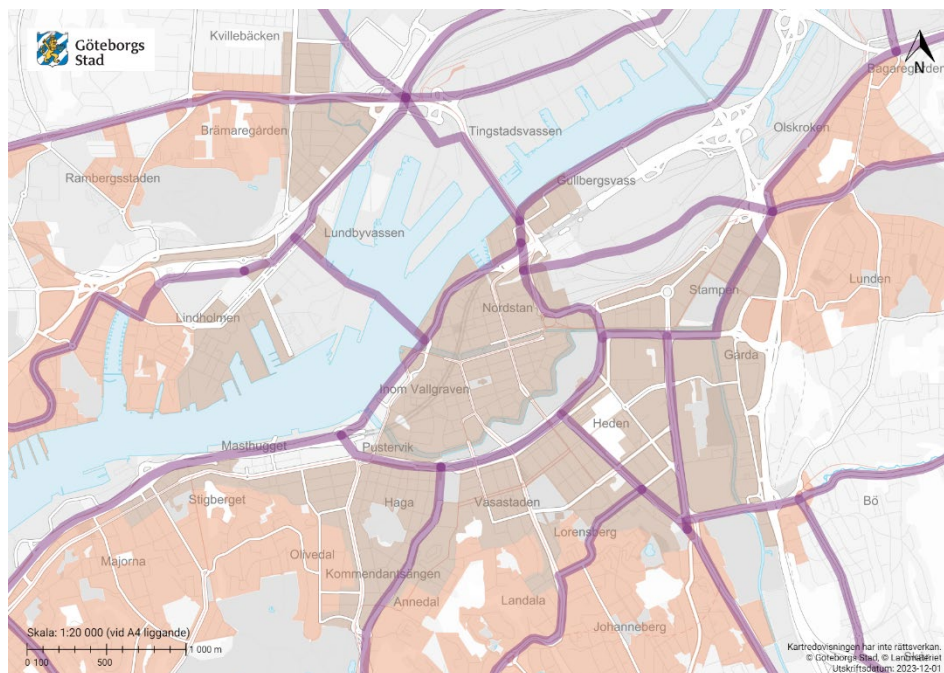 Kvillebäcken
Göteborgs
Stad
N
Bagaregården
Brämaregården
Tingstadsvassen
Olskroken
Rambergsstaden
Gullbergsvass
Lundbyvassen
Lunden
Stampen
Nordstan
Lindholmen
Gårda
Inom Vallgraven
Heden
Masthugget
Pustervik
Stigberget
Haga
Vasastaden
Bö
Lorensberg
Majorna
Olivedal
Kommendantsängen
Annedal
Landala
Johanneberg
Skala: 1:20 000 (vid A4 liggande)
0 100 500 1 000 m
Kartredovisningen har inte rättsverkan.
© Göteborgs Stad, © Lantmäteriet
Utskriftsdatum: 2023-12-01